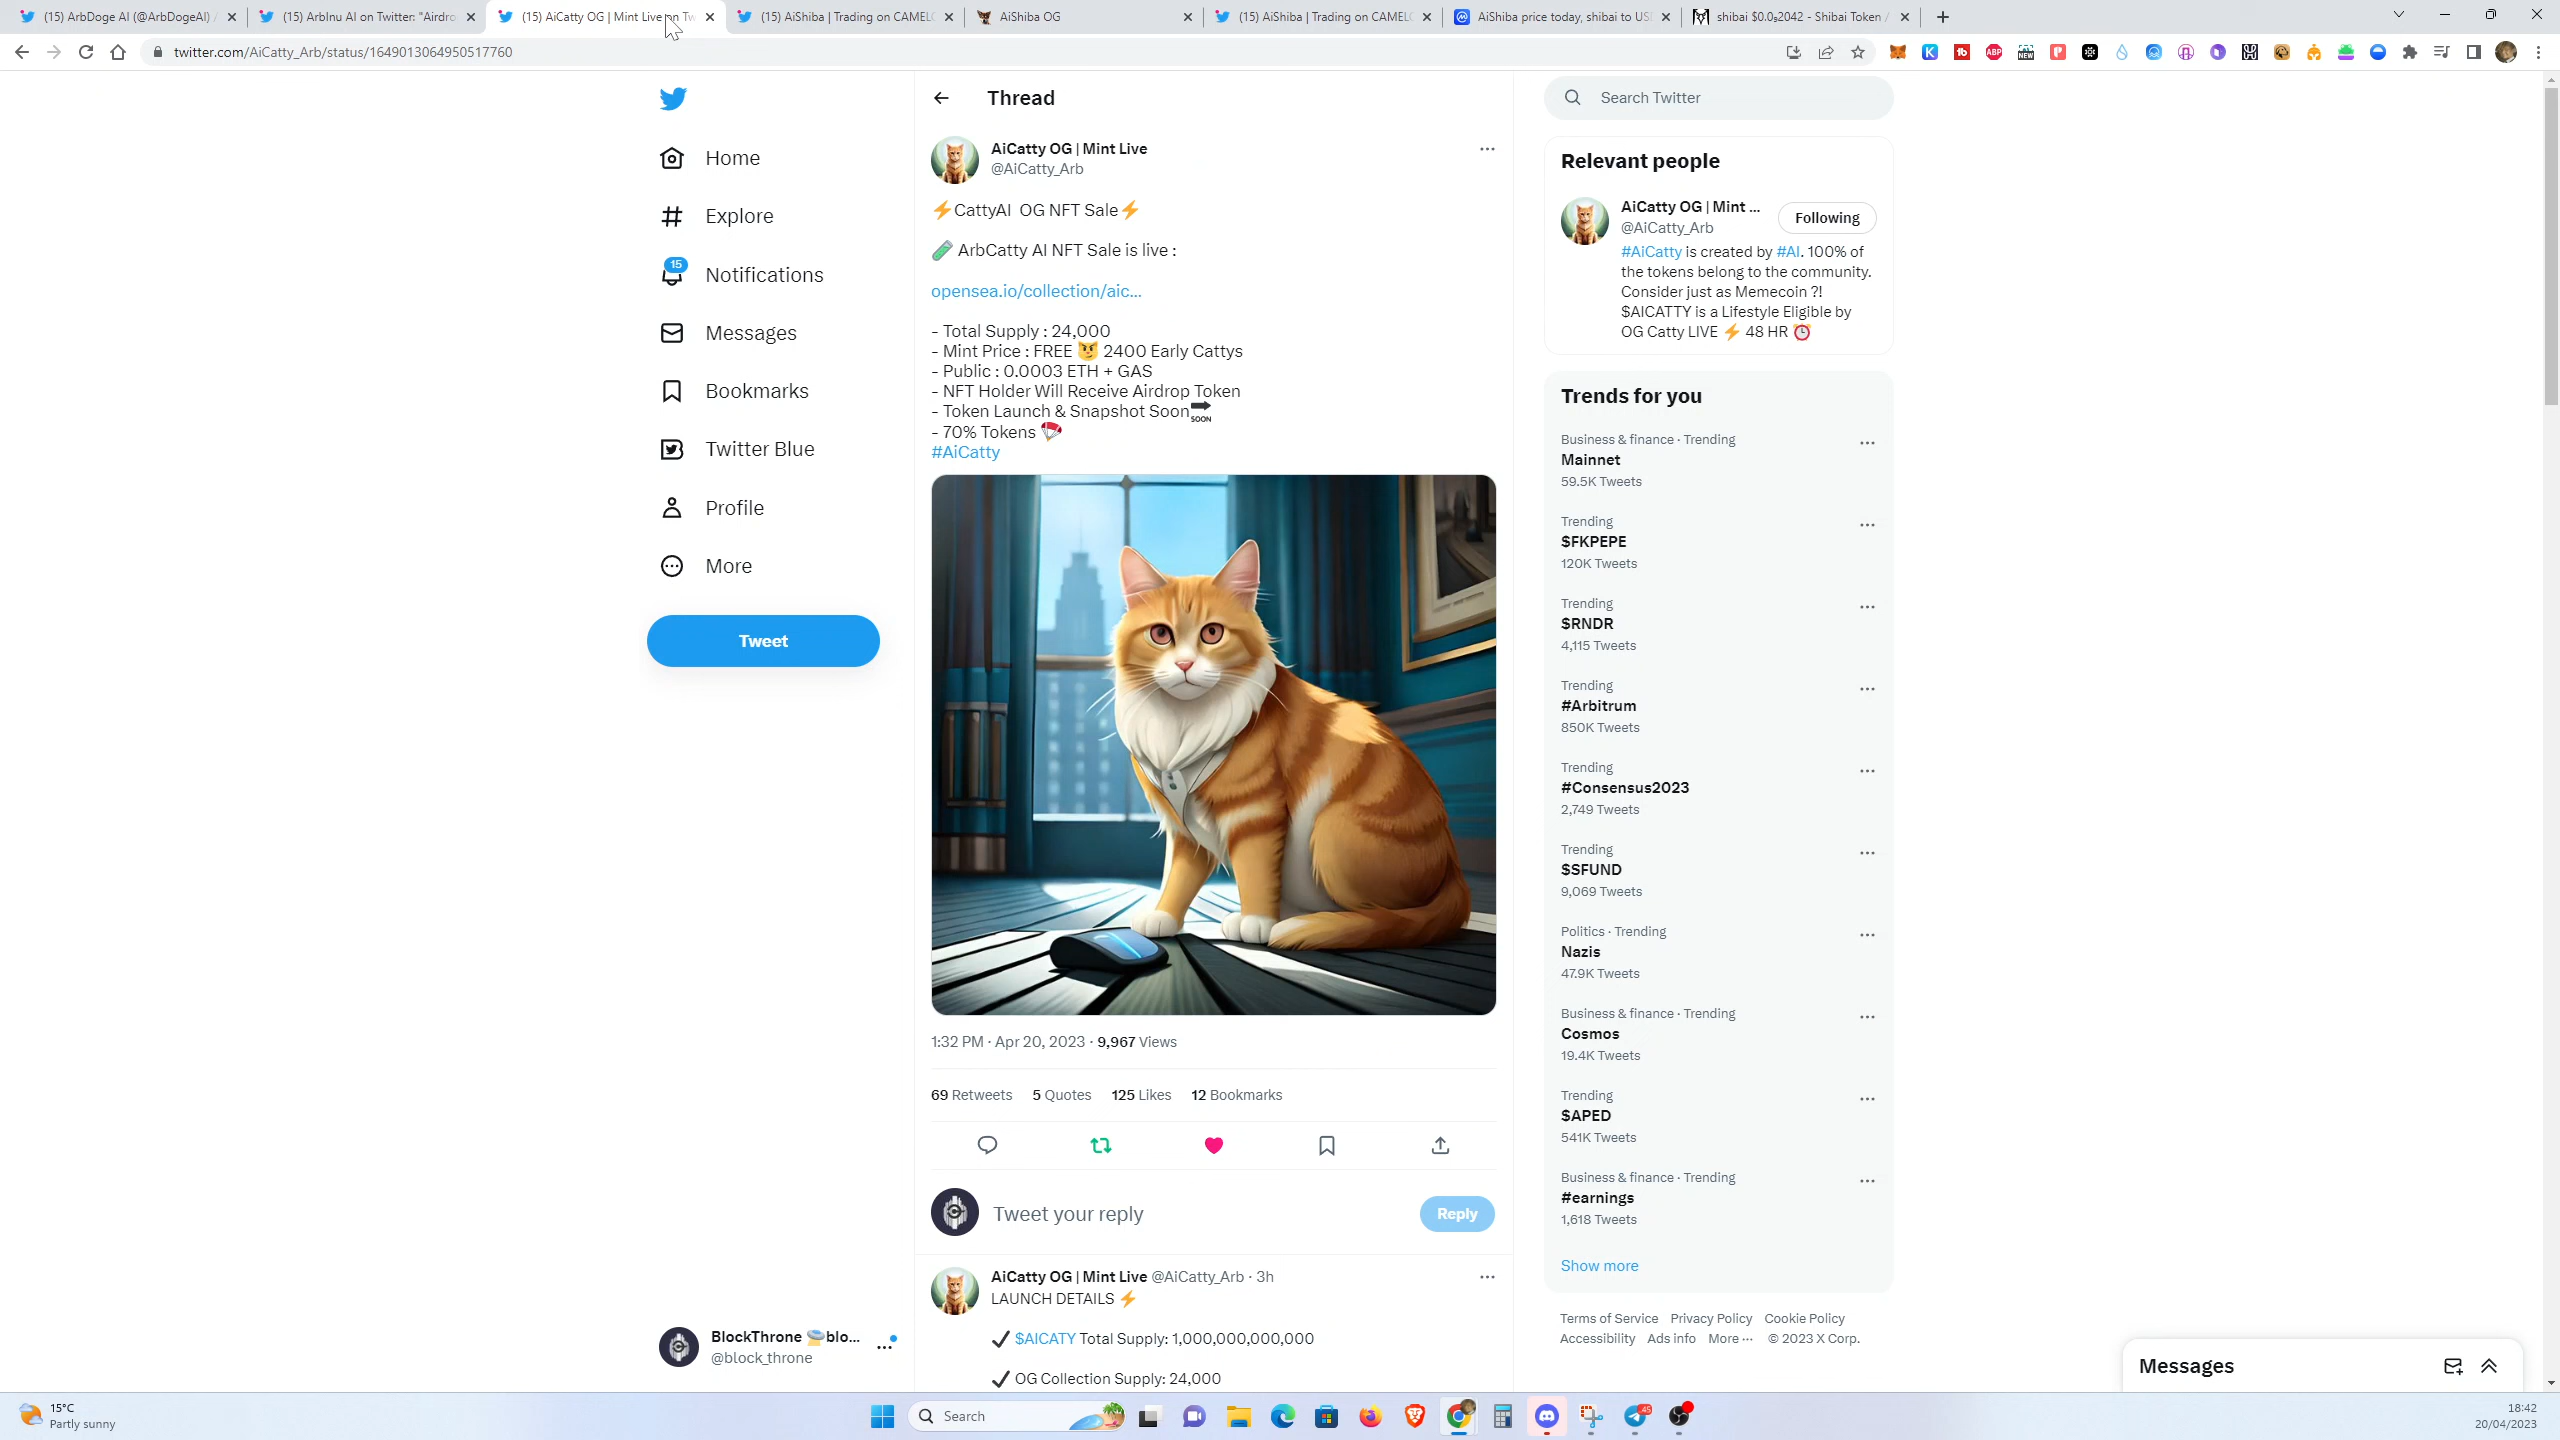 (15) ArbDoge AI (@ArbDogeAI)
(15) ArbInu AI on Twitter: "Airdro
(15) AiCatty OG | Mint Live on Tw
(15) AiShiba | Trading on CAMELO
AiShiba OG
(15) AiShiba | Trading on CAMELO
AiShiba price today, shibai to US
shibai $0.0₉2042 - Shibai Token /
twitter.com/AiCatty_Arb/status/1649013064950517760
Home
Explore
15
Notifications
Messages
Bookmarks
Twitter Blue
Profile
More
Tweet
BlockThrone blo...
@block_throne
Thread
AiCatty OG | Mint Live
@AiCatty_Arb
⚡CattyAI OG NFT Sale⚡
🧪 ArbCatty AI NFT Sale is live :
opensea.io/collection/aic...
- Total Supply : 24,000
- Mint Price : FREE 😼 2400 Early Cattys
- Public : 0.0003 ETH + GAS
- NFT Holder Will Receive Airdrop Token
- Token Launch & Snapshot Soon🔜
- 70% Tokens 🪂
#AiCatty
1:32 PM · Apr 20, 2023 · 9,967 Views
69 Retweets 5 Quotes 125 Likes 12 Bookmarks
Tweet your reply
Reply
AiCatty OG | Mint Live @AiCatty_Arb · 3h
LAUNCH DETAILS ⚡
✔ $AICATY Total Supply: 1,000,000,000,000
✔ OG Collection Supply: 24,000
Search Twitter
Relevant people
AiCatty OG | Mint ...
@AiCatty_Arb
Following
#AiCatty is created by #AI. 100% of
the tokens belong to the community.
Consider just as Memecoin ?!
$AICATTY is a Lifestyle Eligible by
OG Catty LIVE ⚡ 48 HR ⏰
Trends for you
Business & finance · Trending
Mainnet
59.5K Tweets
Trending
$FKPEPE
120K Tweets
Trending
$RNDR
4,115 Tweets
Trending
#Arbitrum
850K Tweets
Trending
#Consensus2023
2,749 Tweets
Trending
$SFUND
9,069 Tweets
Politics · Trending
Nazis
47.9K Tweets
Business & finance · Trending
Cosmos
19.4K Tweets
Trending
$APED
541K Tweets
Business & finance · Trending
#earnings
1,618 Tweets
Show more
Terms of Service Privacy Policy Cookie Policy
Accessibility Ads info More ··· © 2023 X Corp.
Messages
15°C
Partly sunny
Search
45
18:42
20/04/2023